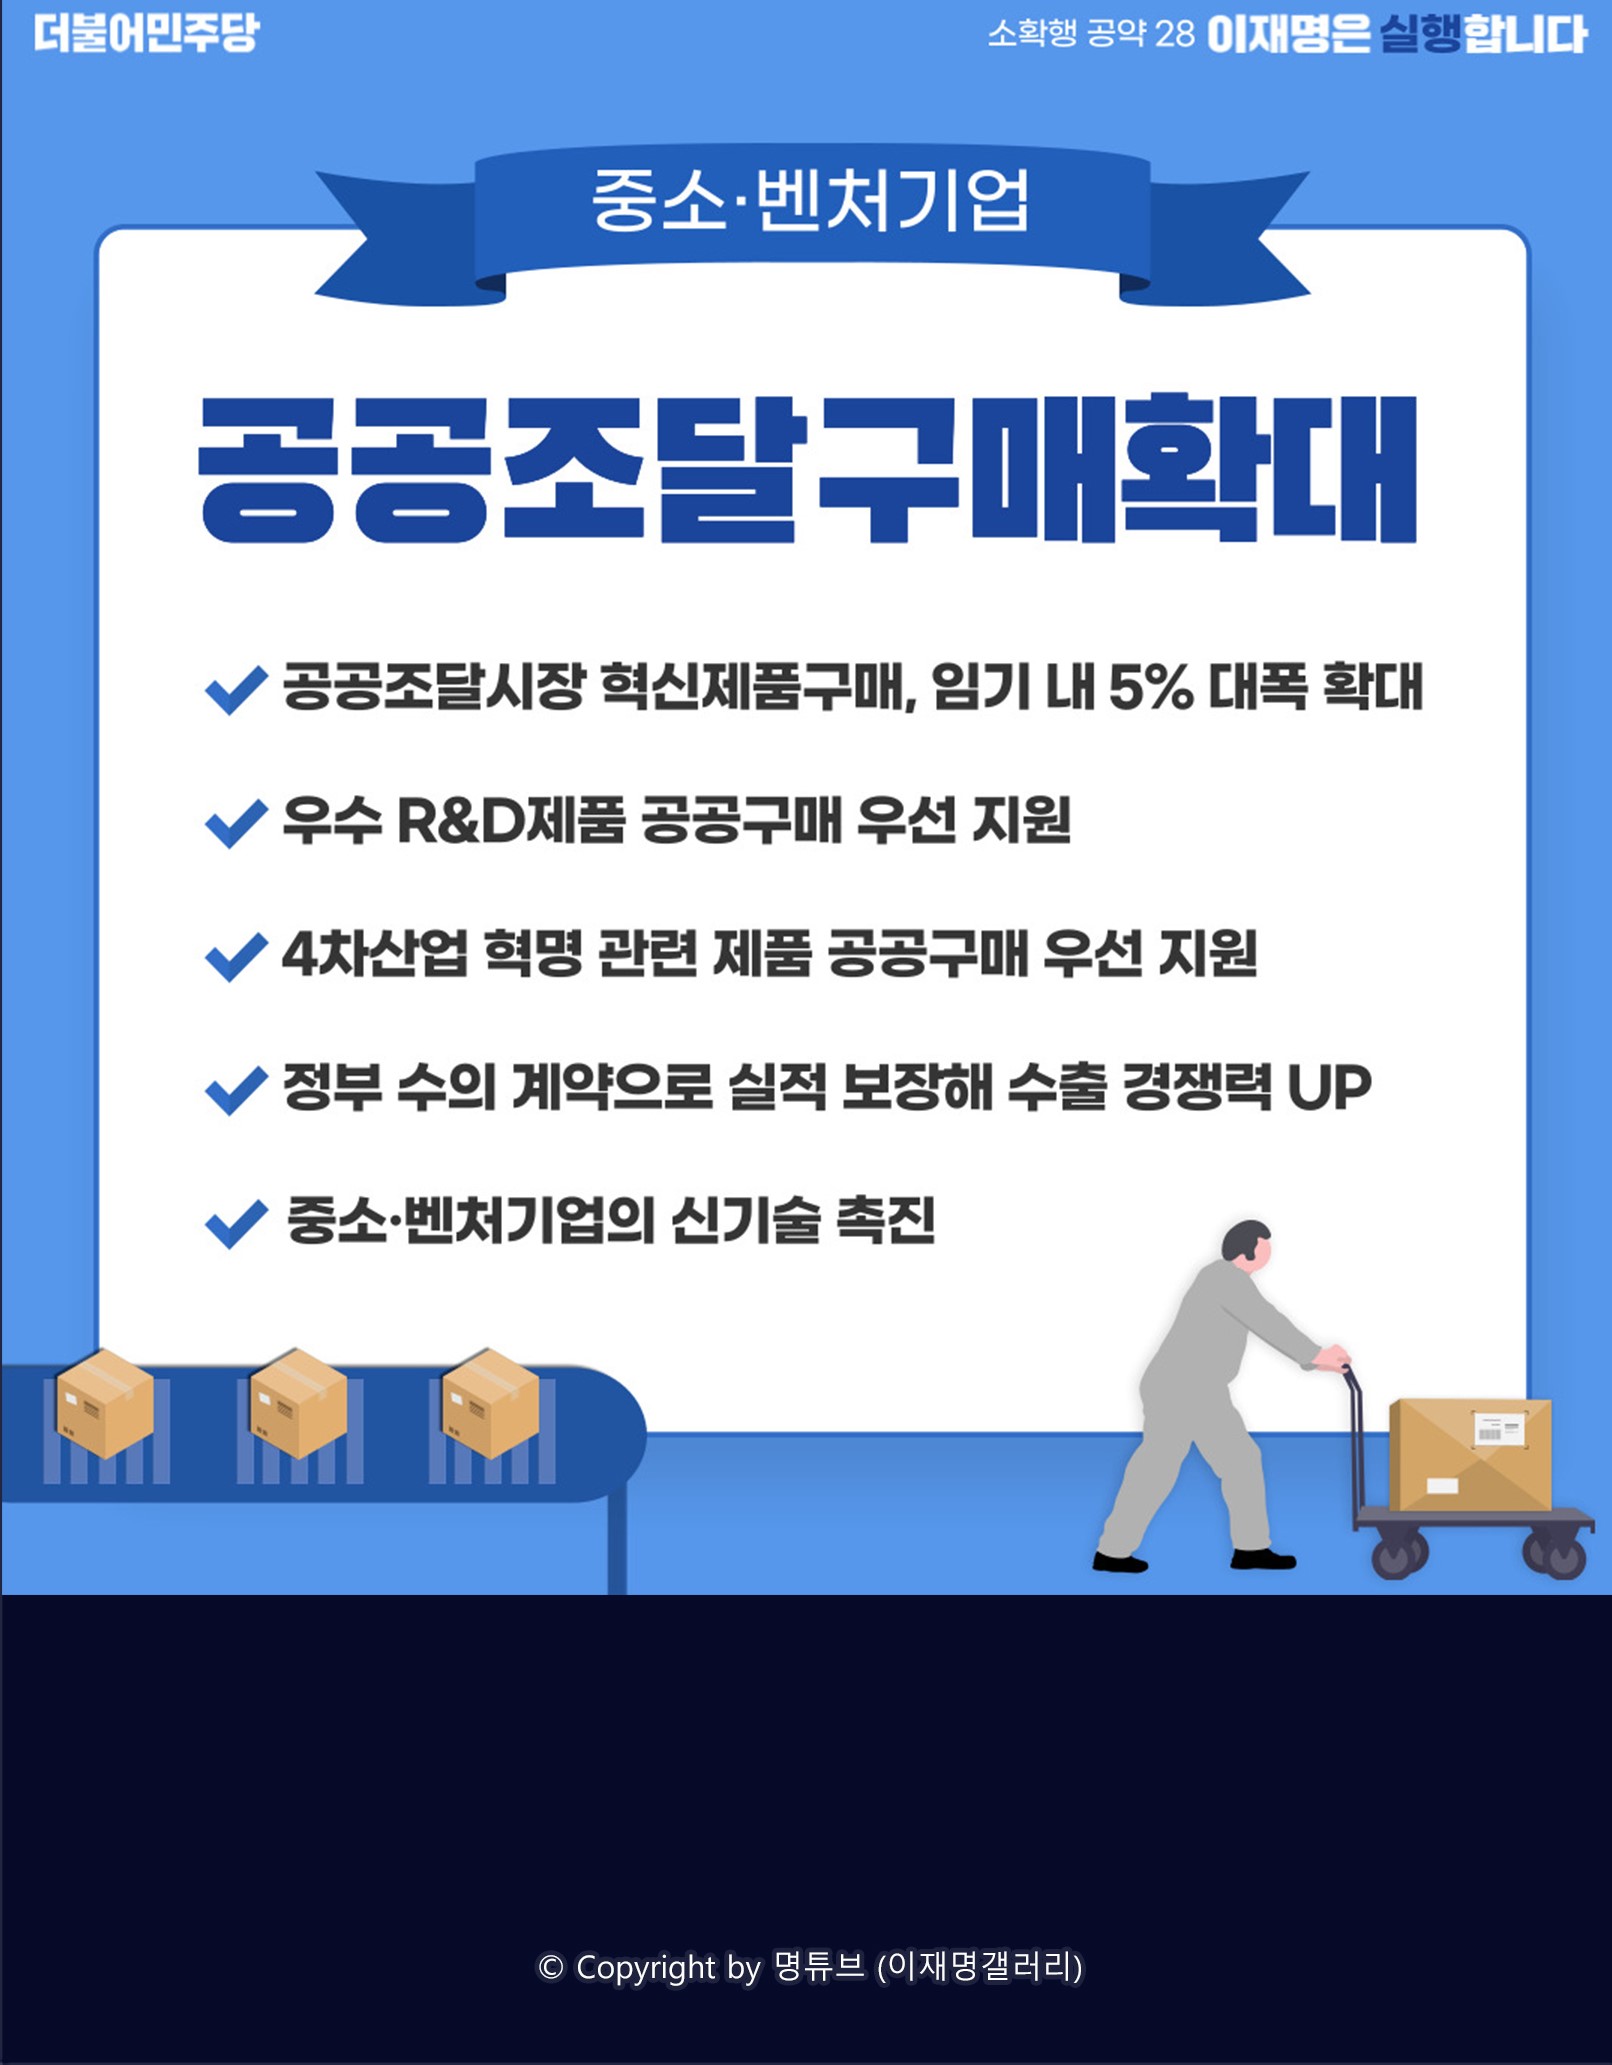 더불어민주당
소확행 공약 28 이재명은 실행합니다
중소·벤처기업
공공조달구매확대
공공조달시장 혁신제품구매, 임기 내 5% 대폭 확대
우수 R&D제품 공공구매 우선 지원
4차산업 혁명 관련 제품 공공구매 우선 지원
정부 수의 계약으로 실적 보장해 수출 경쟁력 UP
중소·벤처기업의 신기술 촉진
© Copyright by 명튜브 (이재명갤러리)